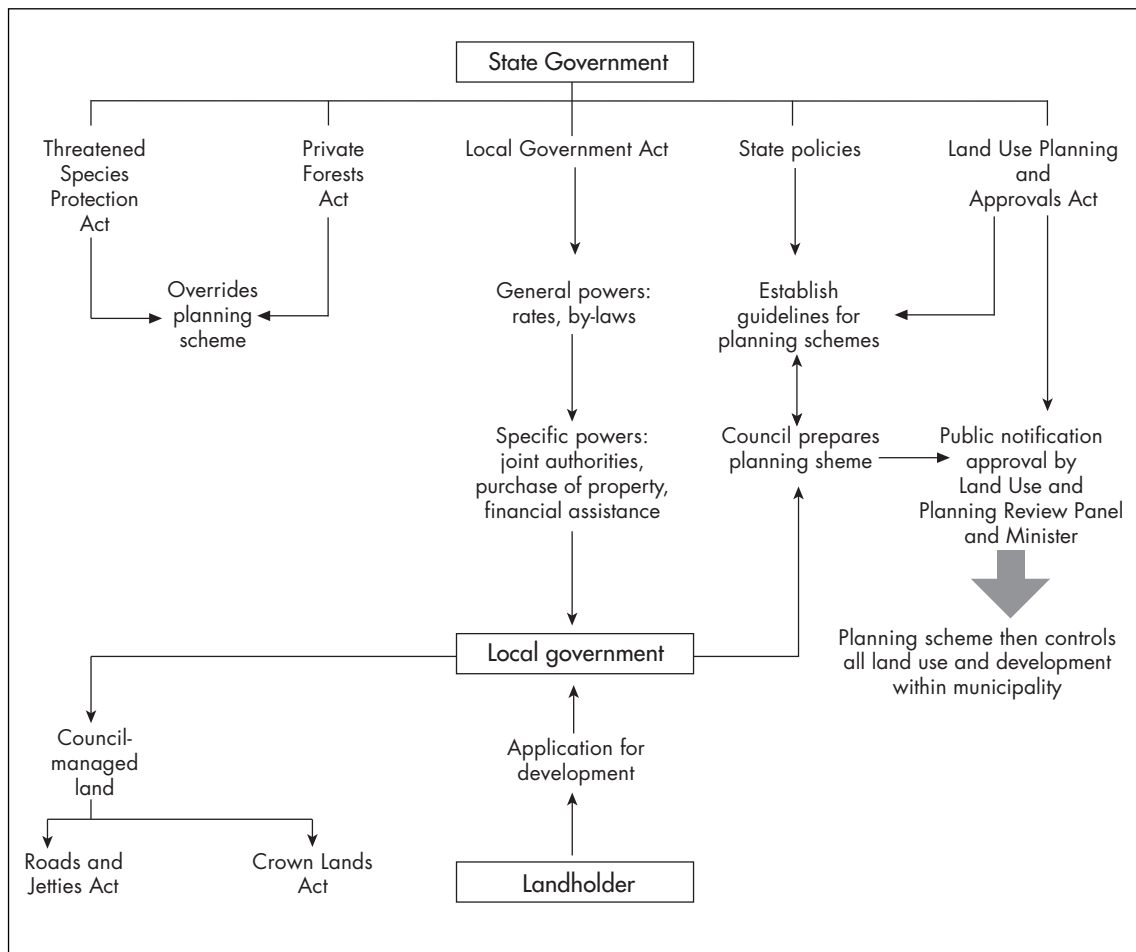 State Government
Threatened
Species
Protection
Act
Private
Forests
Act
Local Government Act
State policies
Land Use Planning
and
Approvals Act
Overrides
planning
scheme
General powers:
rates, by-laws
Establish
guidelines for
planning schemes
Specific powers:
joint authorities,
purchase of property,
financial assistance
Council prepares
planning sheme
Public notification
approval by
Land Use and
Planning Review Panel
and Minister
Planning scheme then controls
all land use and development
within municipality
Local government
Council-
managed
land
Application for
development
Roads and
Jetties Act
Crown Lands
Act
Landholder